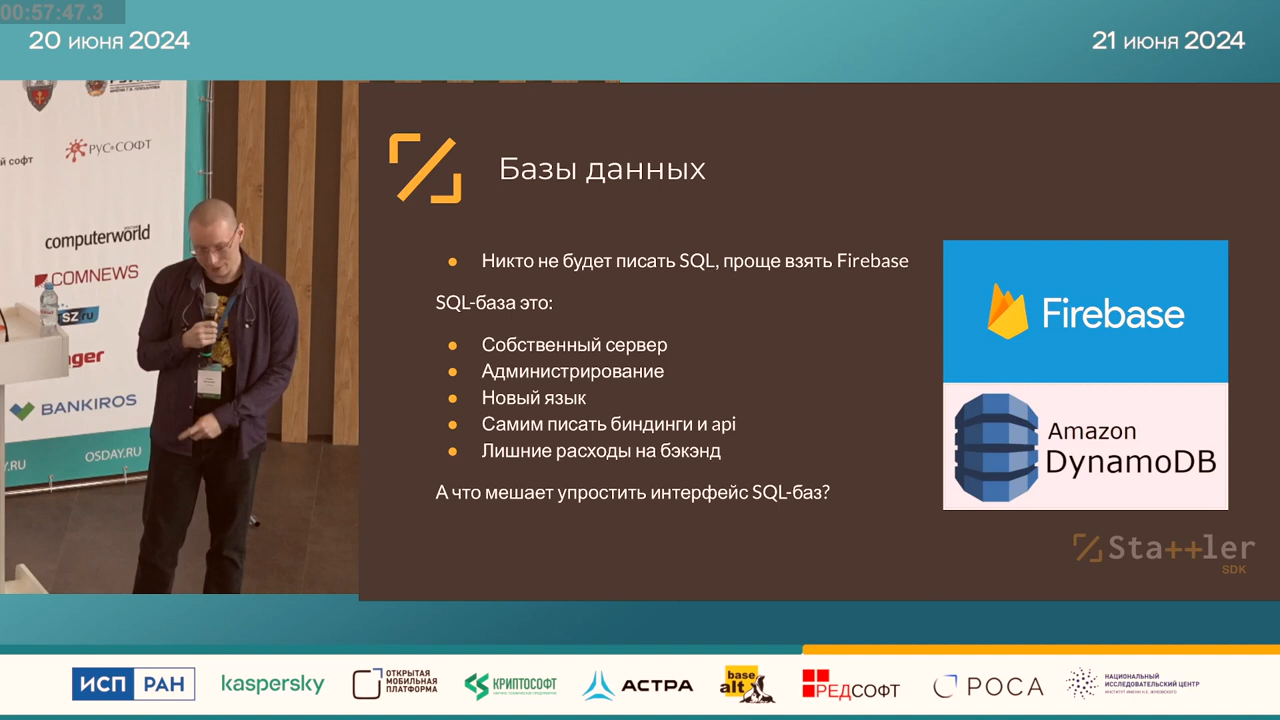 00:57:47.3
20 июня 2024
21 июня 2024
РУС•СОФТ
й софт
computerworld
COMNEWS
SZ.ru
ger
BANKIROS
.RU
OSDAY.RU
Базы данных
Никто не будет писать SQL, проще взять Firebase
SQL-база это:
Собственный сервер
Администрирование
Новый язык
Самим писать биндинги и api
Лишние расходы на бэкэнд
А что мешает упростить интерфейс SQL-баз?
Firebase
Amazon
DynamoDB
Sta++ler
SDK
ИСП РАН
kaspersky
ОТКРЫТАЯ
МОБИЛЬНАЯ
ПЛАТФОРМА
КРИПТОСОФТ
АСТРА
base
alt
РЕДСОФТ
РОСА
НАЦИОНАЛЬНЫЙ
ИССЛЕДОВАТЕЛЬСКИЙ ЦЕНТР